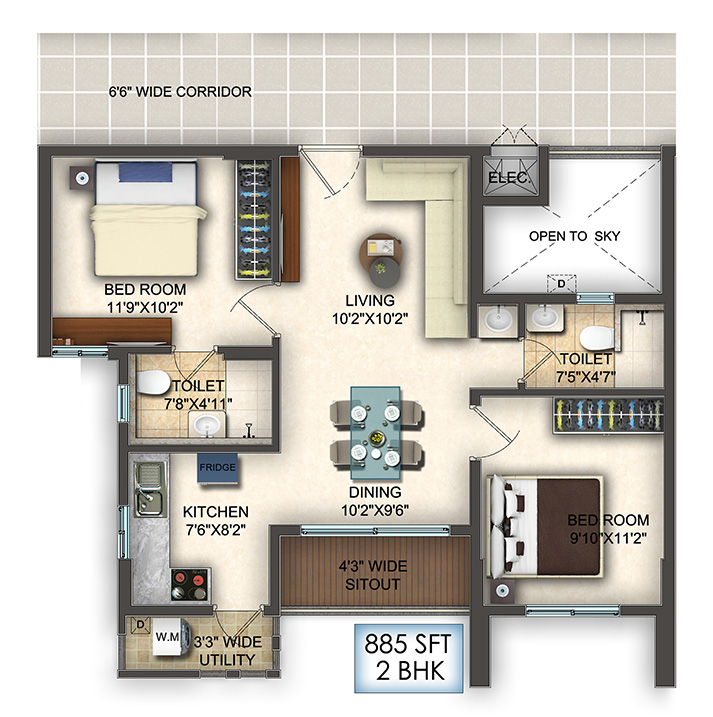 6'6" WIDE CORRIDOR
ELEC.
OPEN TO SKY
D
BED ROOM
11'9"X10'2"
LIVING
10'2"X10'2"
TOILET
7'5"X4'7"
TOILET
7'8"X4'11"
FRIDGE
KITCHEN
7'6"X8'2"
DINING
10'2"X9'6"
BED ROOM
9'10"X11'2"
4'3" WIDE
SITOUT
D
W.M
3'3" WIDE
UTILITY
885 SFT
2 BHK